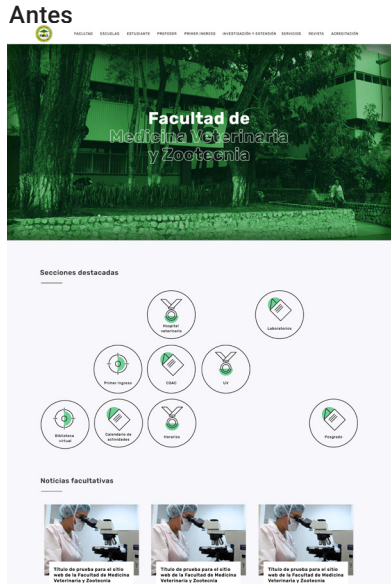 Antes
FACULTAD ESCUELAS ESTUDIANTE PROFESOR PRIMER INGRESO INVESTIGACIÓN Y EXTENSIÓN SERVICIOS REVISTA ACREDITACIÓN
Facultad de
Medicina Veterinaria
y Zootecnia
Secciones destacadas
Hospital
veterinario
Laboratorios
Primer ingreso
CDAC
UV
Biblioteca
virtual
Calendario de
actividades
Horarios
Posgrado
Noticias facultativas
Título de prueba para el sitio
web de la Facultad de Medicina
Veterinaria y Zootecnia
Título de prueba para el sitio
web de la Facultad de Medicina
Veterinaria y Zootecnia
Título de prueba para el sitio
web de la Facultad de Medicina
Veterinaria y Zootecnia